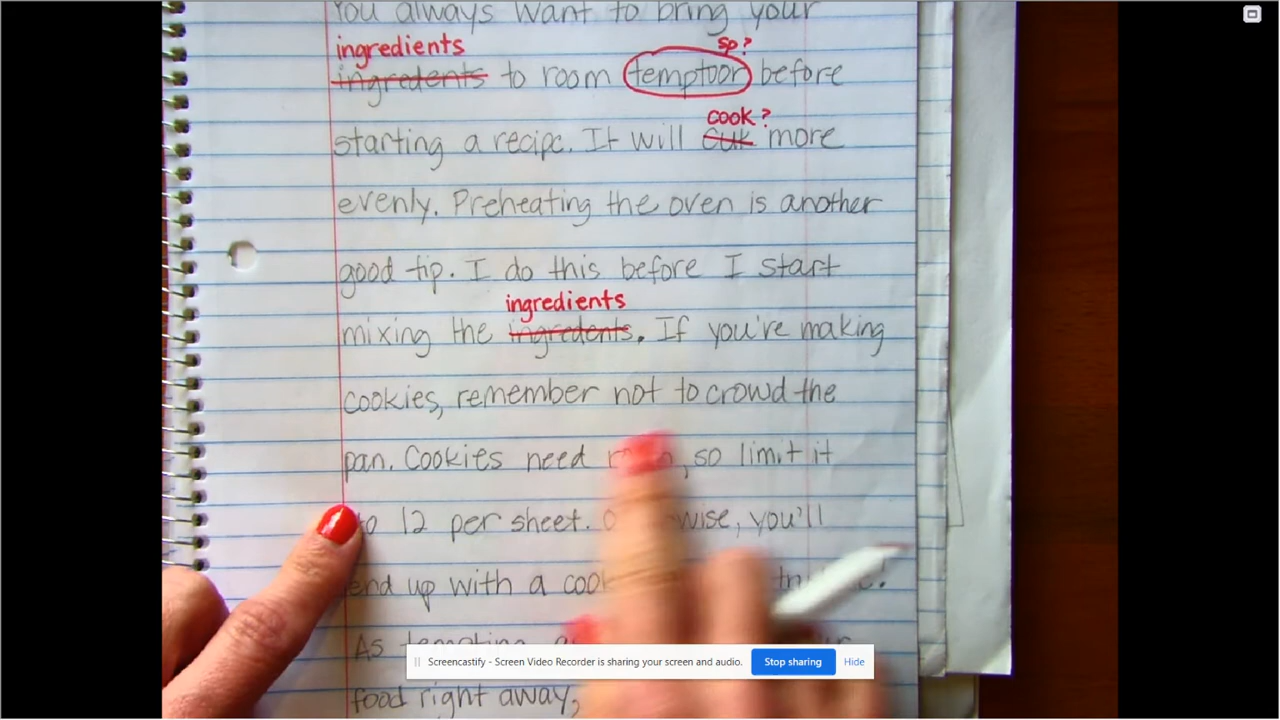 You always want to bring your
ingredients
sp?
ingredents to room temptoor before
cook?
starting a recipe. It will cuk more
evenly. Preheating the oven is another
good tip. I do this before I start
ingredients
mixing the ingredents. If you're making
cookies, remember not to crowd the
pan. Cookies need , so limit it
to 12 per sheet. you'll
end up with a
As tempting
food right away,
Screencastify - Screen Video Recorder is sharing your screen and audio. Stop sharing Hide